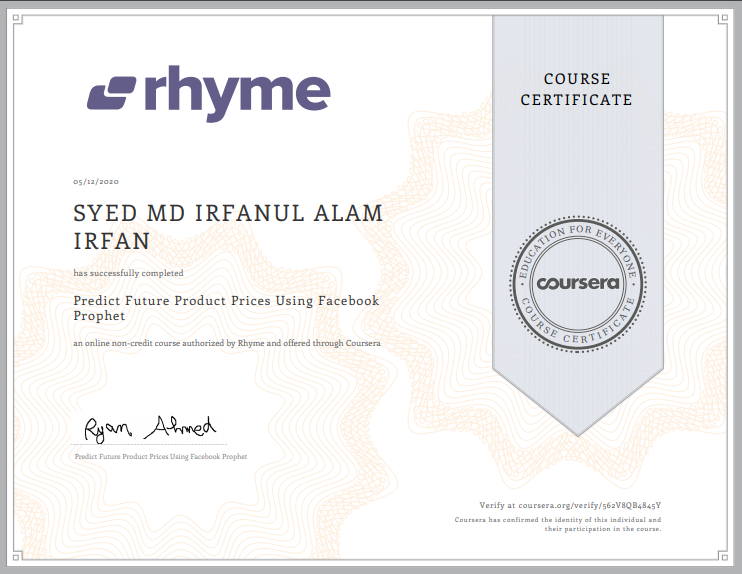 rhyme
COURSE
CERTIFICATE
05/12/2020
SYED MD IRFANUL ALAM
IRFAN
has successfully completed
Predict Future Product Prices Using Facebook
Prophet
an online non-credit course authorized by Rhyme and offered through Coursera
EDUCATION FOR EVERYONE
coursera
COURSE CERTIFICATE
Ryan Ahmed
Predict Future Product Prices Using Facebook Prophet
Verify at coursera.org/verify/562V8QB4845Y
Coursera has confirmed the identity of this individual and
their participation in the course.